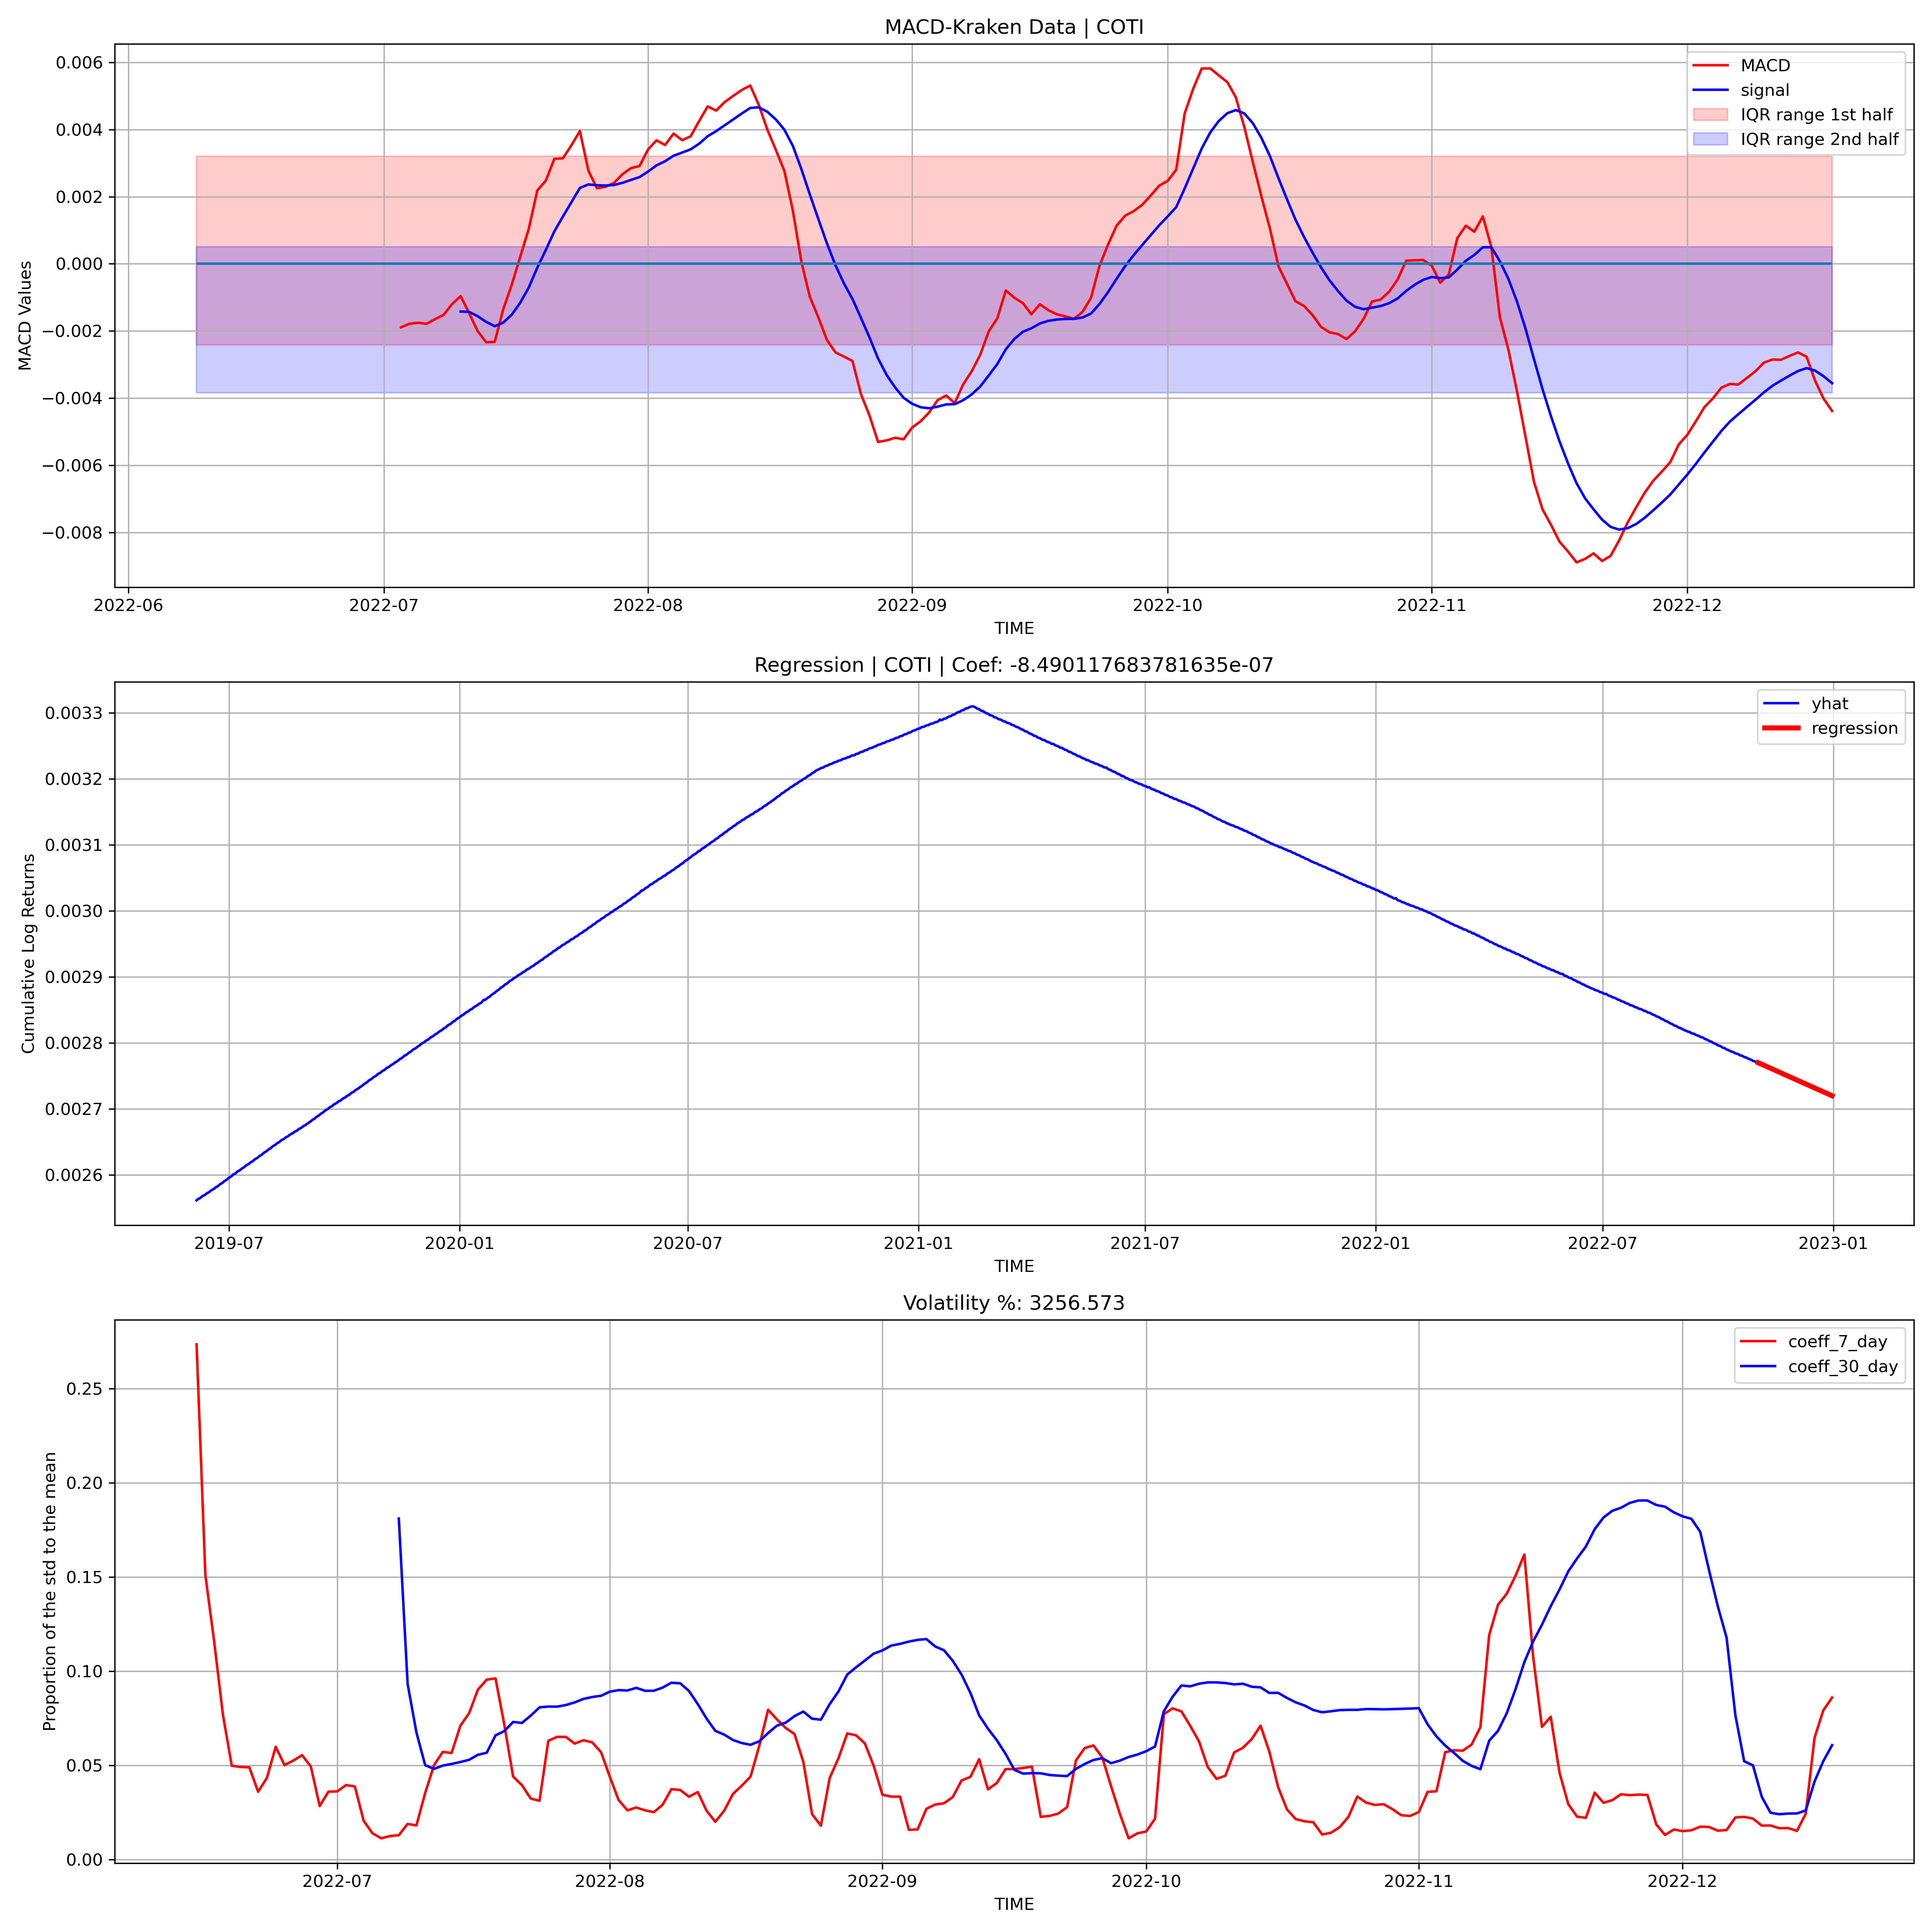 MACD-Kraken Data | COTI
MACD Values
0.006
0.004
0.002
0.000
−0.002
−0.004
−0.006
−0.008
MACD
signal
IQR range 1st half
IQR range 2nd half
2022-06 2022-07 2022-08 2022-09 2022-10 2022-11 2022-12
TIME
Regression | COTI | Coef: -8.490117683781635e-07
Cumulative Log Returns
0.0033
0.0032
0.0031
0.0030
0.0029
0.0028
0.0027
0.0026
yhat
regression
2019-07 2020-01 2020-07 2021-01 2021-07 2022-01 2022-07 2023-01
TIME
Volatility %: 3256.573
Proportion of the std to the mean
0.25
0.20
0.15
0.10
0.05
0.00
coeff_7_day
coeff_30_day
2022-07 2022-08 2022-09 2022-10 2022-11 2022-12
TIME